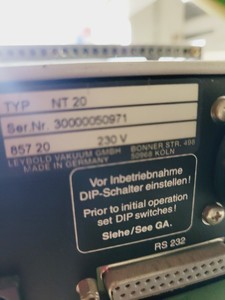 TYP NT 20
Ser.Nr. 30000050971
857 20 230 V
LEYBOLD VAKUUM GMBH BONNER STR. 498
MADE IN GERMANY 50968 KÖLN
Vor Inbetriebnahme
DIP-Schalter einstellen !
Prior to initial operation
set DIP switches !
Siehe/See GA.
RS 232